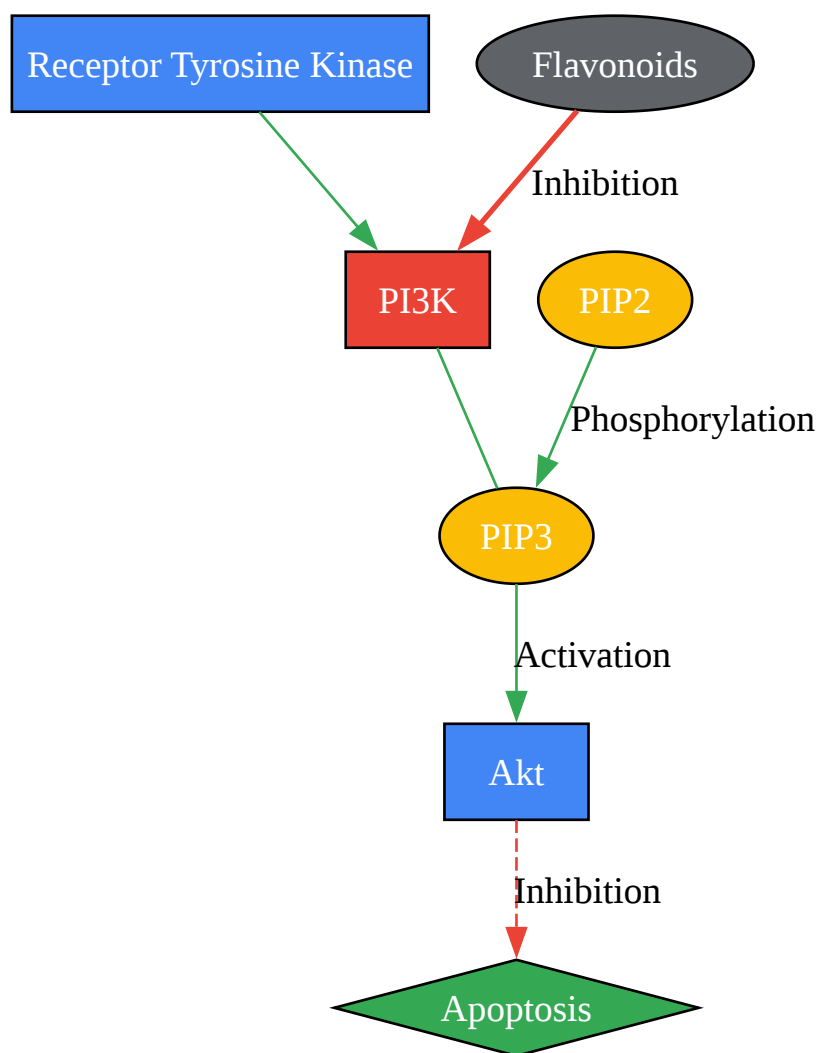 Receptor Tyrosine Kinase
Flavonoids
Inhibition
PI3K
PIP2
Phosphorylation
PIP3
Activation
Akt
Inhibition
Apoptosis